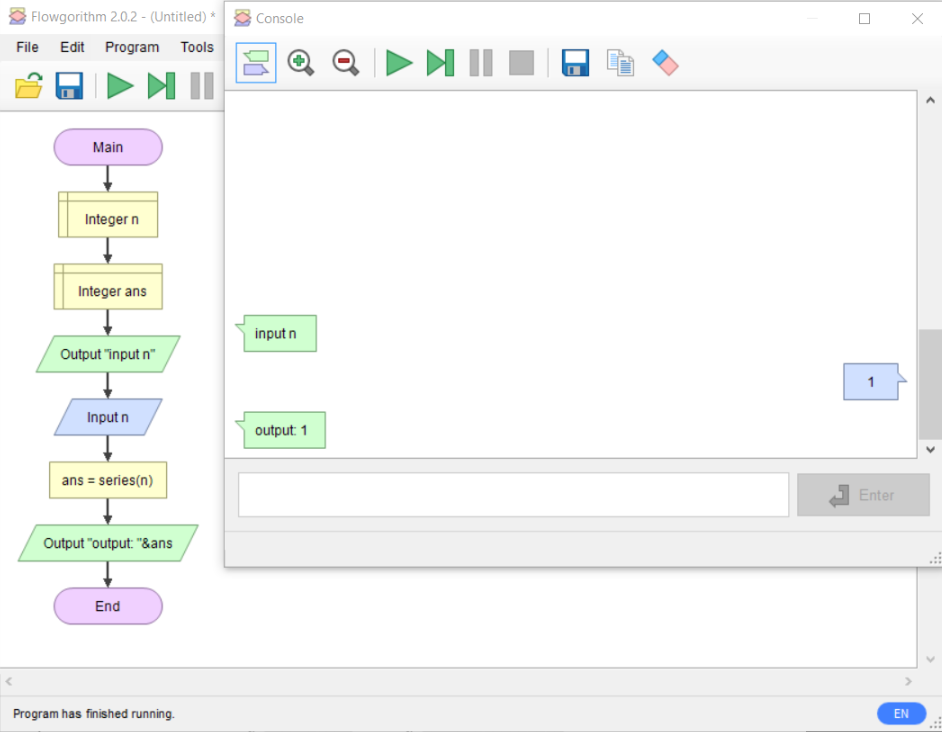 Flowgorithm 2.0.2 - (Untitled) *
File Edit Program Tools
Main
Integer n
Integer ans
Output "input n"
Input n
ans = series(n)
Output "output: "&ans
End
Console
input n
1
output: 1
Enter
Program has finished running.
EN